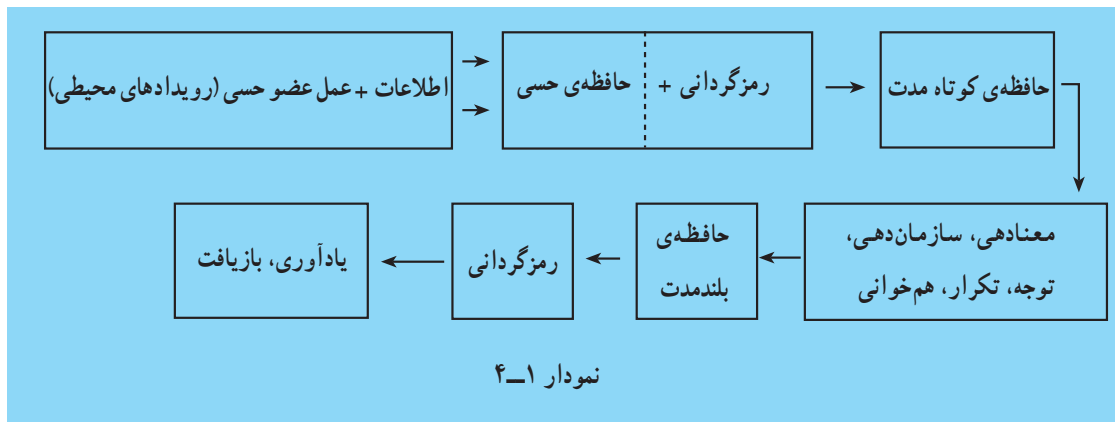 اطلاعات + عمل عضو حسی (رویدادهای محیطی)
حافظه‌ی حسی + رمزگردانی
حافظه‌ی کوتاه مدت
معنادهی، سازمان‌دهی،
توجه، تکرار، هم‌خوانی
حافظه‌ی
بلندمدت
رمزگردانی
یادآوری، بازیافت
نمودار ۱ــ۴